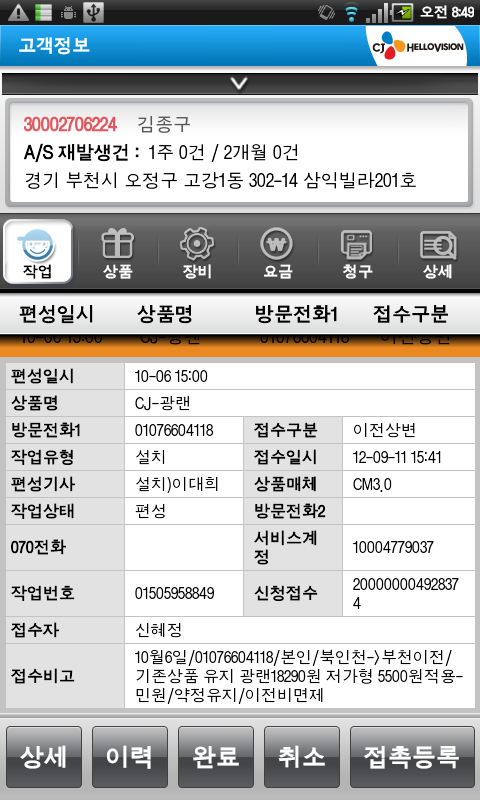 오전 8:49
고객정보
CJ HELLOVISION
30002706224 김종구
A/S 재발생건 : 1주 0건 / 2개월 0건
경기 부천시 오정구 고강1동 302-14 삼익빌라201호
작업 상품 장비 요금 청구 상세
편성일시 상품명 방문전화1 접수구분
10-06 15:00 CJ-광랜 01076604118 이전상변
편성일시 10-06 15:00
상품명 CJ-광랜
방문전화1 01076604118 접수구분 이전상변
작업유형 설치 접수일시 12-09-11 15:41
편성기사 설치)이대희 상품매체 CM3.0
작업상태 편성 방문전화2
070전화 서비스계
정 10004779037
작업번호 01505958849 신청접수 20000000492837
4
접수자 신혜정
접수비고 10월6일/01076604118/본인/북인천->부천이전/
기존상품 유지 광랜18290원 저가형 5500원적용-
민원/약정유지/이전비면제
상세 이력 완료 취소 접촉등록